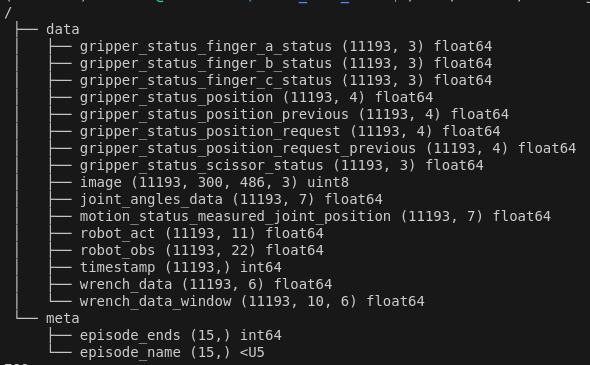 /
├── data
│   ├── gripper_status_finger_a_status (11193, 3) float64
│   ├── gripper_status_finger_b_status (11193, 3) float64
│   ├── gripper_status_finger_c_status (11193, 3) float64
│   ├── gripper_status_position (11193, 4) float64
│   ├── gripper_status_position_previous (11193, 4) float64
│   ├── gripper_status_position_request (11193, 4) float64
│   ├── gripper_status_position_request_previous (11193, 4) float64
│   ├── gripper_status_scissor_status (11193, 3) float64
│   ├── image (11193, 300, 486, 3) uint8
│   ├── joint_angles_data (11193, 7) float64
│   ├── motion_status_measured_joint_position (11193, 7) float64
│   ├── robot_act (11193, 11) float64
│   ├── robot_obs (11193, 22) float64
│   ├── timestamp (11193,) int64
│   ├── wrench_data (11193, 6) float64
│   └── wrench_data_window (11193, 10, 6) float64
└── meta
    ├── episode_ends (15,) int64
    └── episode_name (15,) <U5